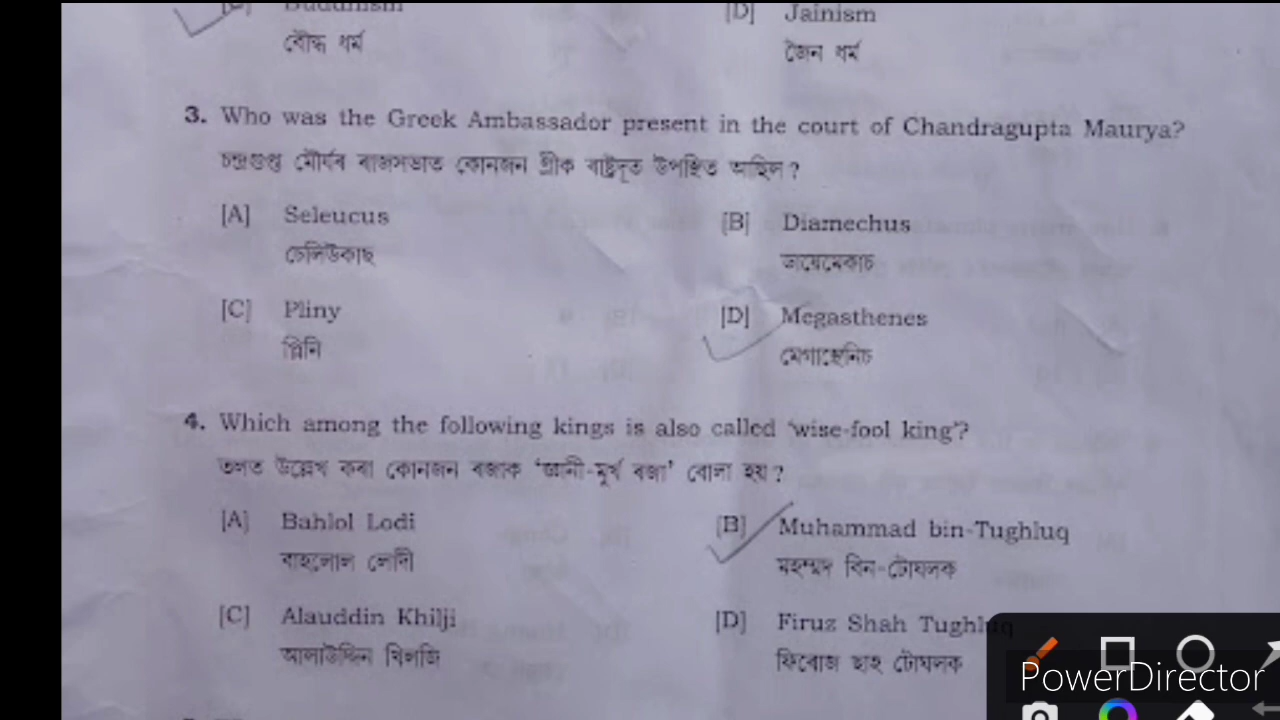 [C] Buddhism [D] Jainism
বৌদ্ধ ধৰ্ম জৈন ধৰ্ম
3. Who was the Greek Ambassador present in the court of Chandragupta Maurya?
চন্দ্ৰগুপ্ত মৌৰ্যৰ ৰাজসভাত কোনজন গ্ৰীক ৰাষ্ট্ৰদূত উপস্থিত আছিল ?
[A] Seleucus [B] Diamechus
চেলিউকাছ ডায়েমেকাচ
[C] Pliny [D] Megasthenes
প্লিনি মেগাস্থেনিচ
4. Which among the following kings is also called 'wise-fool king'?
তলত উল্লেখ কৰা কোনজন ৰজাক ‘জ্ঞানী-মূৰ্খ ৰজা’ বোলা হয় ?
[A] Bahlol Lodi [B] Muhammad bin-Tughluq
বাহলোল লোদী মহম্মদ বিন-টোঘলক
[C] Alauddin Khilji [D] Firuz Shah Tughluq
আলাউদ্দিন খিলজি ফিৰোজ ছাহ টোঘলক
PowerDirector